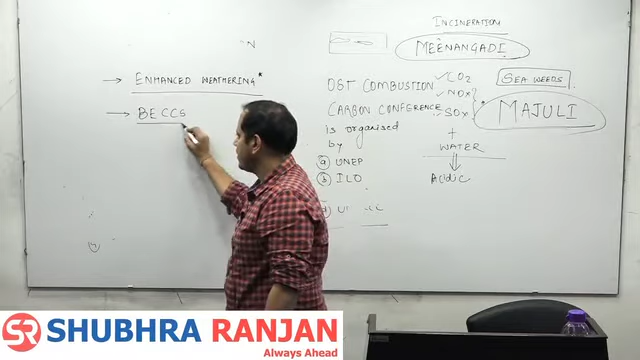 N
→ ENHANCED WEATHERING*
→ BECCS
INCINERATION
MEENANGADI
COMBUSTION CO2
NOx
SOx
+
WATER
Acidic
CARBON CONFERENCE
is organised
by
(a) UNEP
(b) ILO
SEA WEEDS
MAJULI
SR SHUBHRA RANJAN
Always Ahead